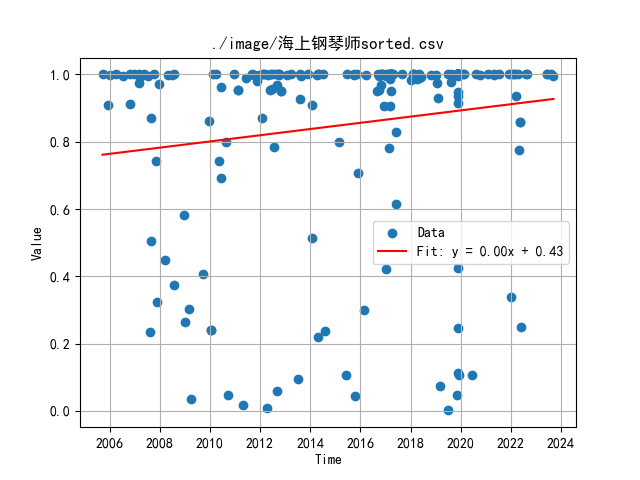 ./image/海上钢琴师sorted.csv
Value
1.0
0.8
0.6
0.4
0.2
0.0
Data
Fit: y = 0.00x + 0.43
2006 2008 2010 2012 2014 2016 2018 2020 2022 2024
Time